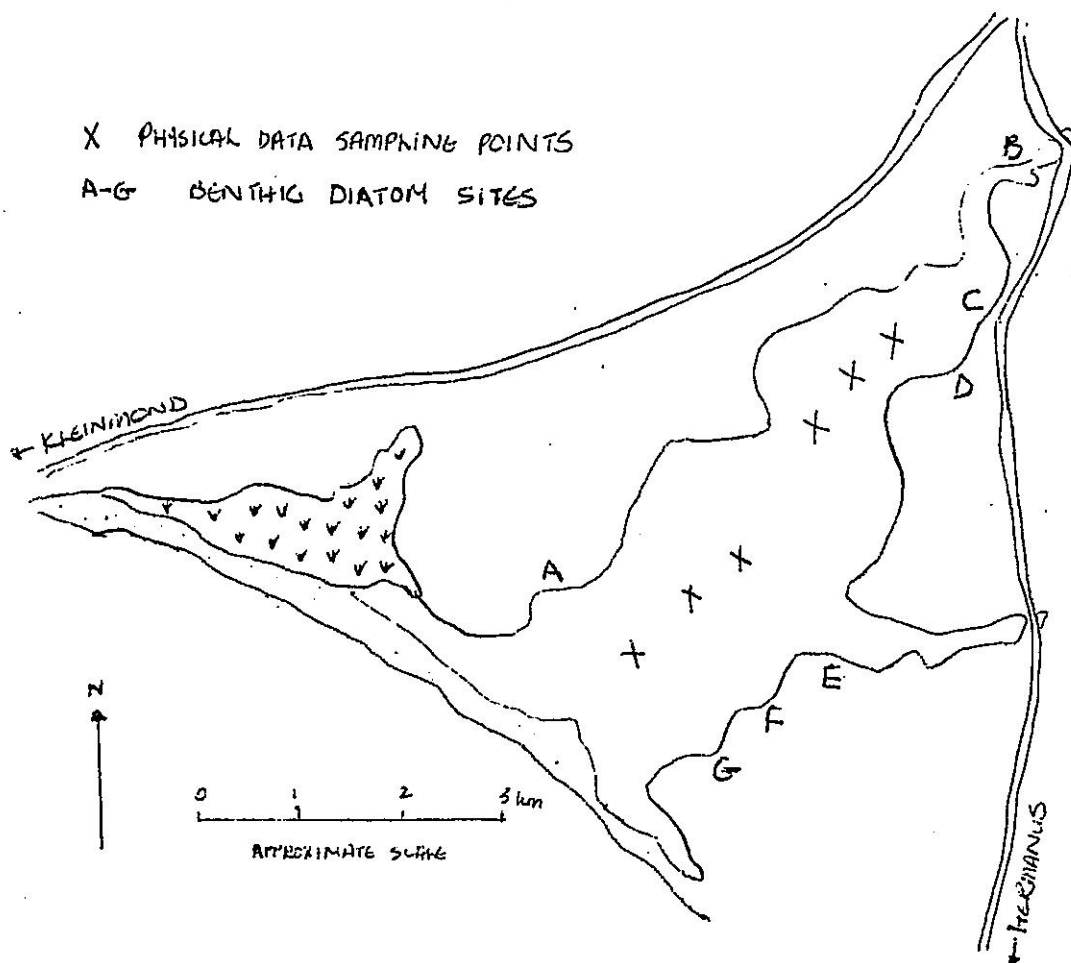 X PHYSICAL DATA SAMPLING POINTS
A-G BENTHIC DIATOM SITES
B
C
X
X
D
X
← KLEINMOND
A
X
X
X
E
N
F
G
0 1 2 3 km
APPROXIMATE SCALE
← HERMANUS